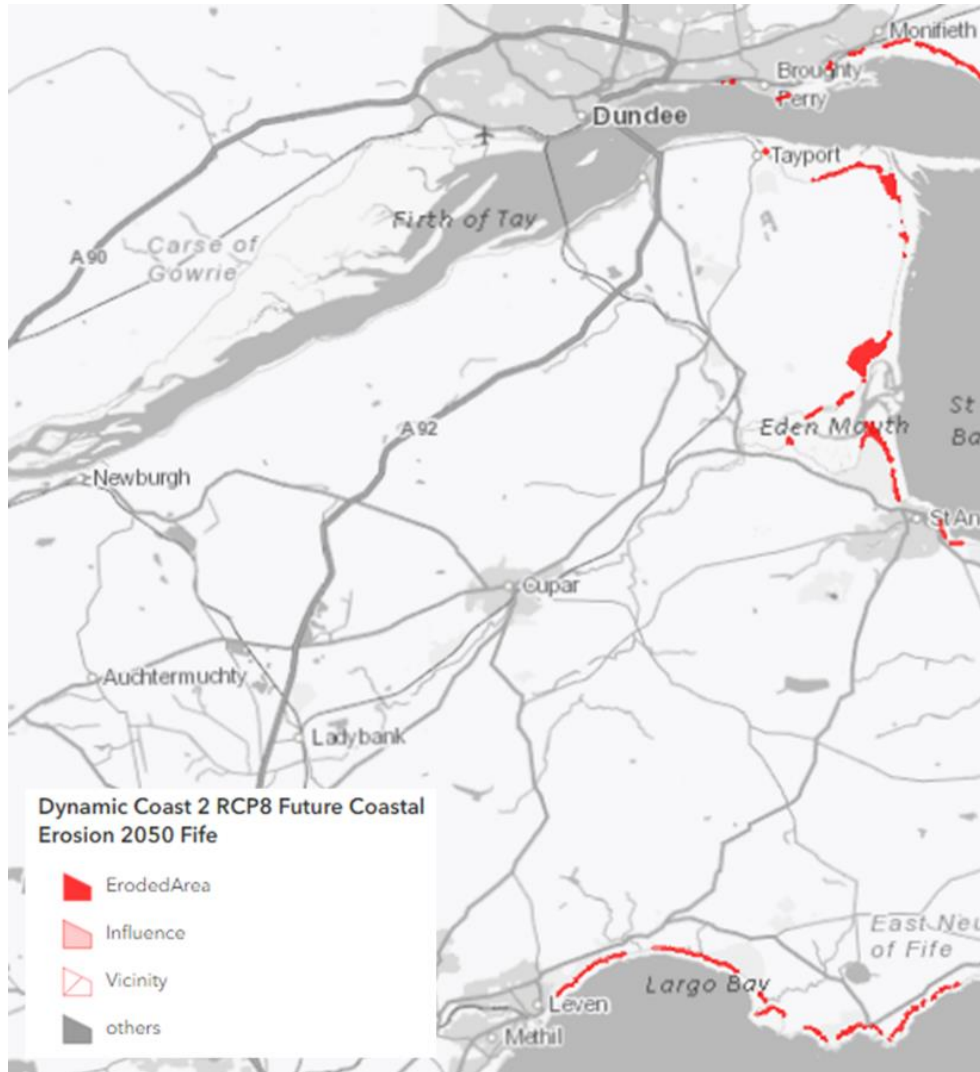 Monifieth
Broughty
Ferry
Dundee
Tayport
Firth of Tay
Carse of
Gowrie
A90
St
Ba
A92
Eden Mouth
Newburgh
St An
Cupar
Auchtermuchty
Ladybank
Dynamic Coast 2 RCP8 Future Coastal
Erosion 2050 Fife
ErodedArea
Influence
Vicinity
others
East Neu
of Fife
Largo Bay
Leven
Methil